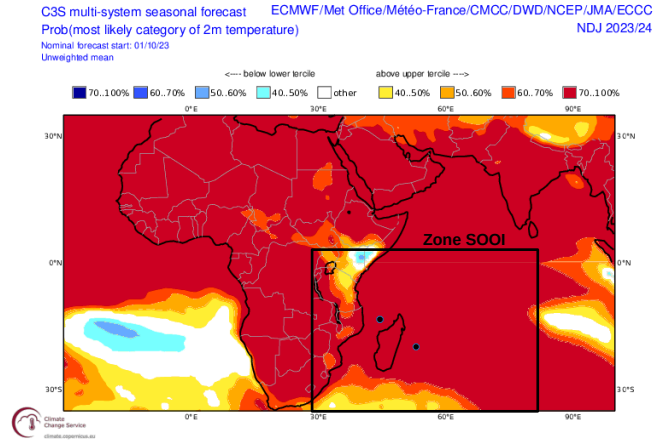 C3S multi-system seasonal forecast ECMWF/Met Office/Météo-France/CMCC/DWD/NCEP/JMA/ECCC
Prob(most likely category of 2m temperature) NDJ 2023/24
Nominal forecast start: 01/10/23
Unweighted mean
<---- below lower tercile above upper tercile ---->
70..100% 60..70% 50..60% 40..50% other 40..50% 50..60% 60..70% 70..100%
0°E 30°E 60°E 90°E
30°N 30°N
Zone SOOI
0°N 0°N
30°S 30°S
0°E 30°E 60°E 90°E
Climate
Change Service
climate.copernicus.eu